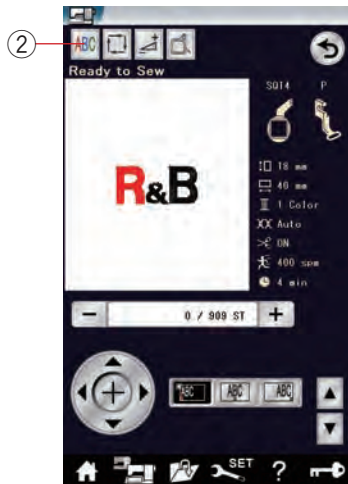 2
ABC
Ready to Sew
SQ14 P
R&B
18 mm
40 mm
1 Color
XX Auto
ON
400 spm
4 min
− 0 / 909 ST +
ABC ABC ABC
SET ?